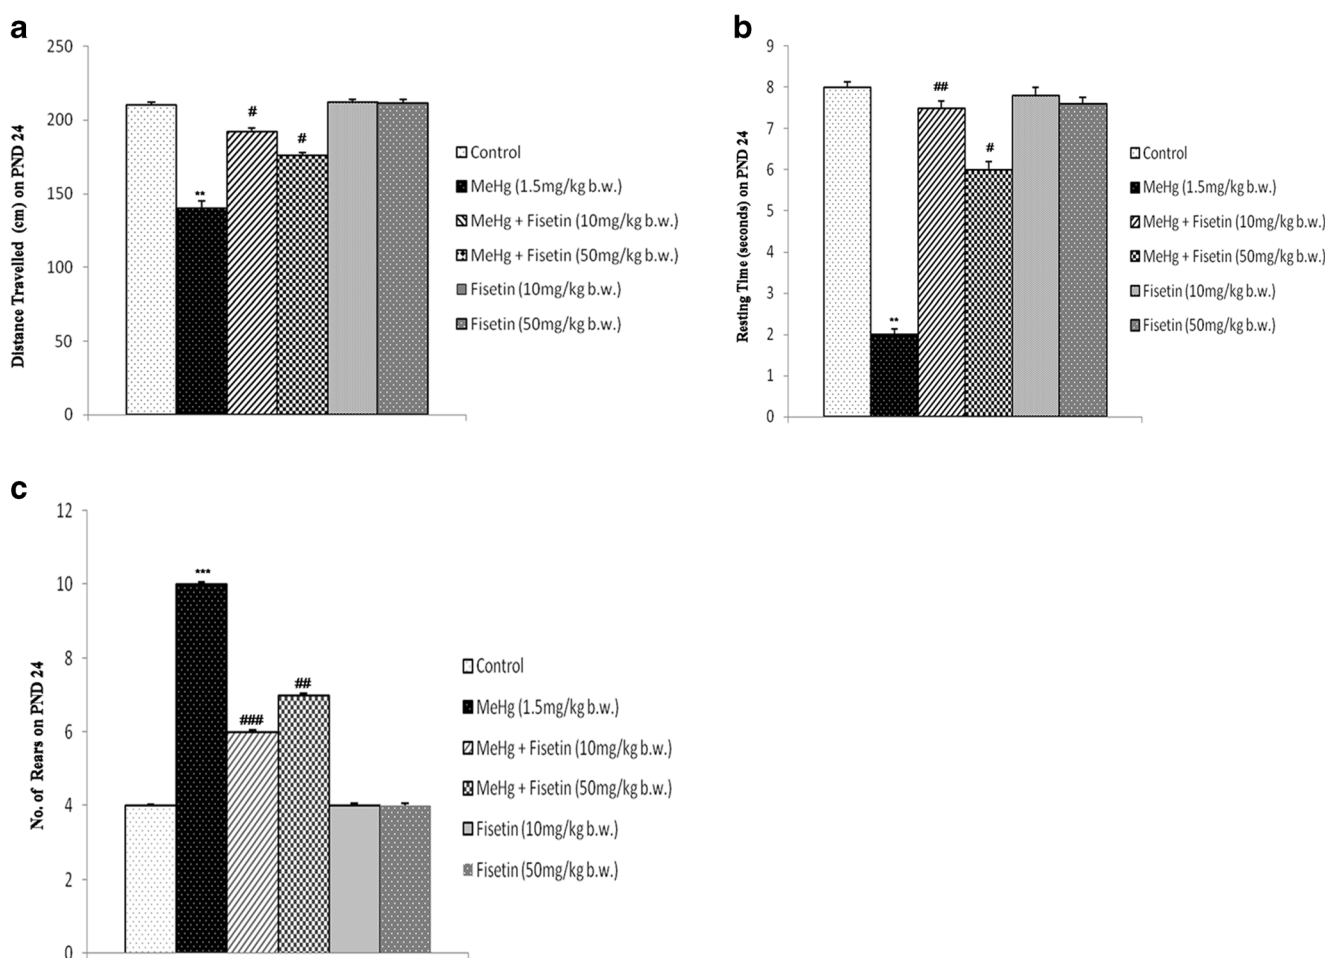 a
250
200
150
100
50
0
Distance Travelled (cm) on PND 24
**
#
#
Control
MeHg (1.5mg/kg b.w.)
MeHg + Fisetin (10mg/kg b.w.)
MeHg + Fisetin (50mg/kg b.w.)
Fisetin (10mg/kg b.w.)
Fisetin (50mg/kg b.w.)
b
9
8
7
6
5
4
3
2
1
0
Resting Time (seconds) on PND 24
**
##
#
Control
MeHg (1.5mg/kg b.w.)
MeHg + Fisetin (10mg/kg b.w.)
MeHg + Fisetin (50mg/kg b.w.)
Fisetin (10mg/kg b.w.)
Fisetin (50mg/kg b.w.)
c
12
10
8
6
4
2
0
No. of Rears on PND 24
***
###
##
Control
MeHg (1.5mg/kg b.w.)
MeHg + Fisetin (10mg/kg b.w.)
MeHg + Fisetin (50mg/kg b.w.)
Fisetin (10mg/kg b.w.)
Fisetin (50mg/kg b.w.)